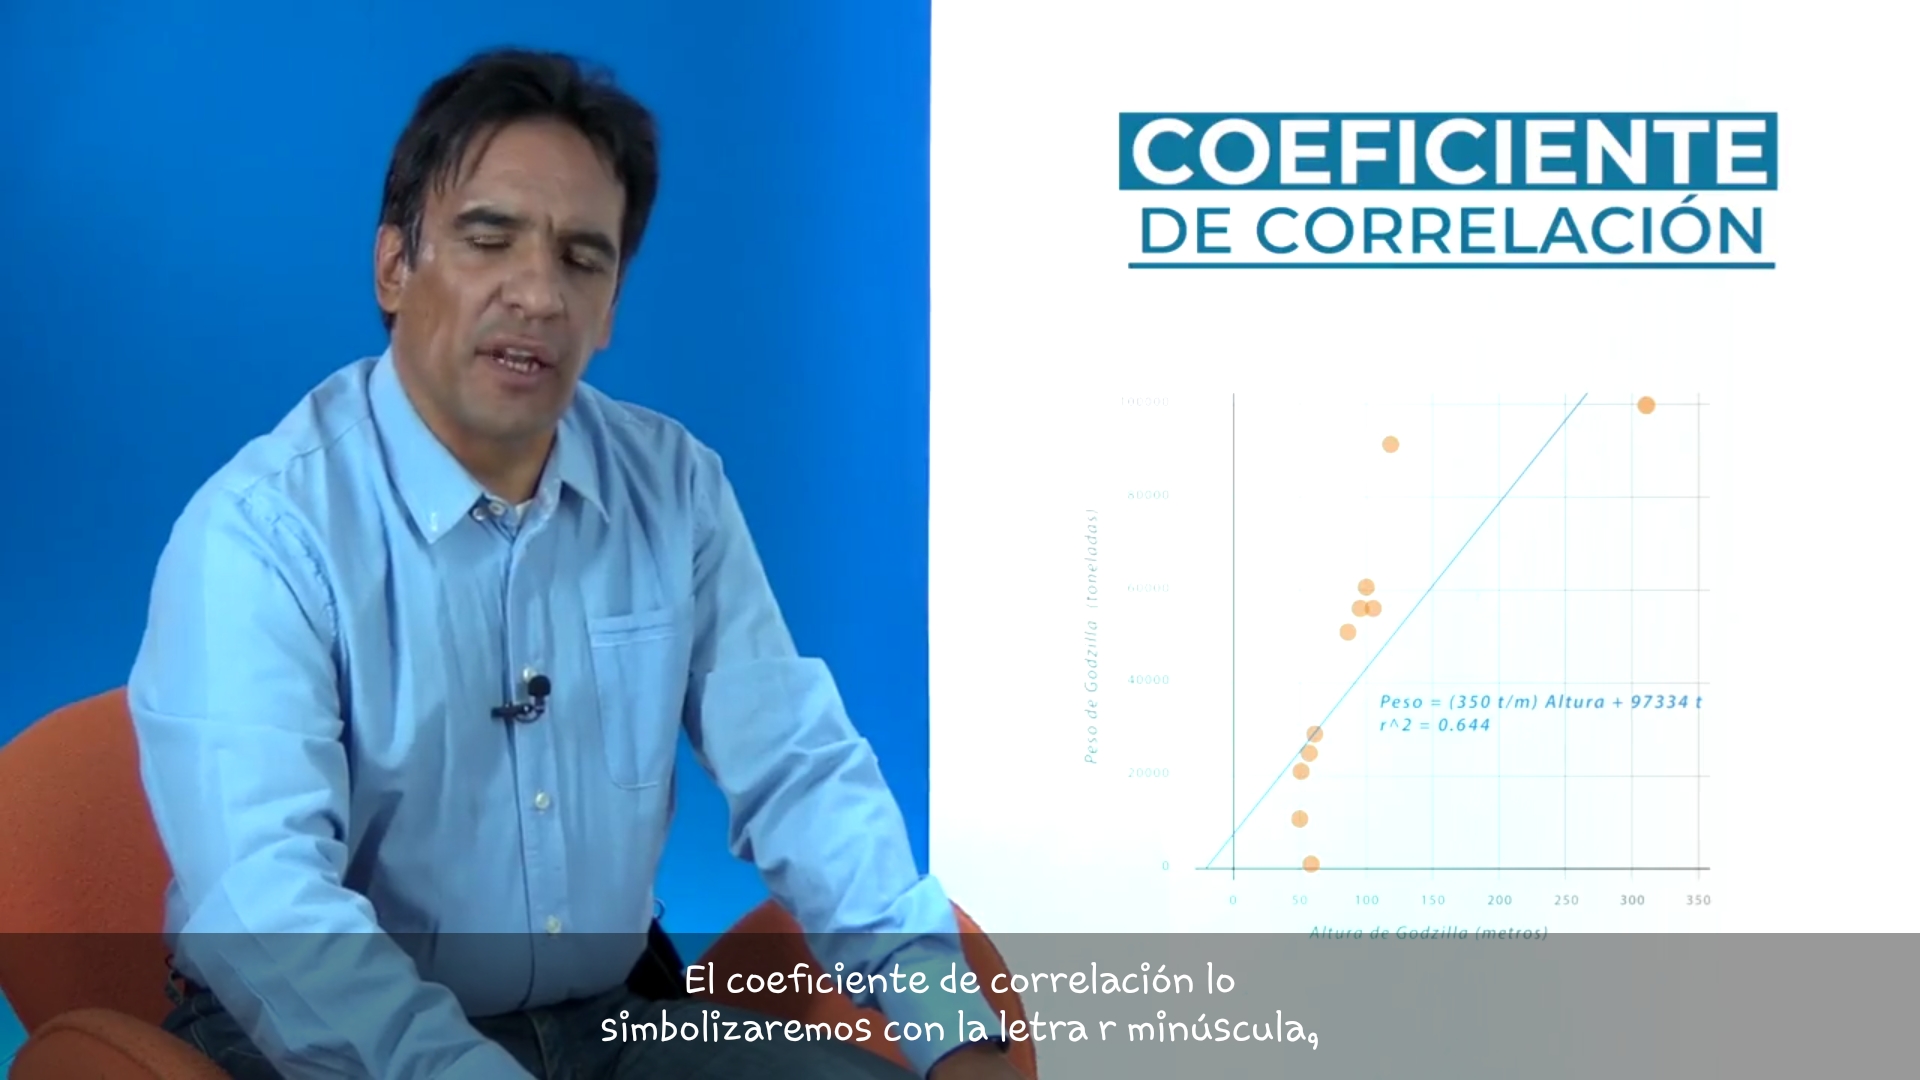 COEFICIENTE
DE CORRELACIÓN
100000
80000
60000
40000
20000
0
Peso de Godzilla (toneladas)
Peso = (350 t/m) Altura + 97334 t
r^2 = 0.644
0 50 100 150 200 250 300 350
Altura de Godzilla (metros)
El coeficiente de correlación lo
simbolizaremos con la letra r minúscula,